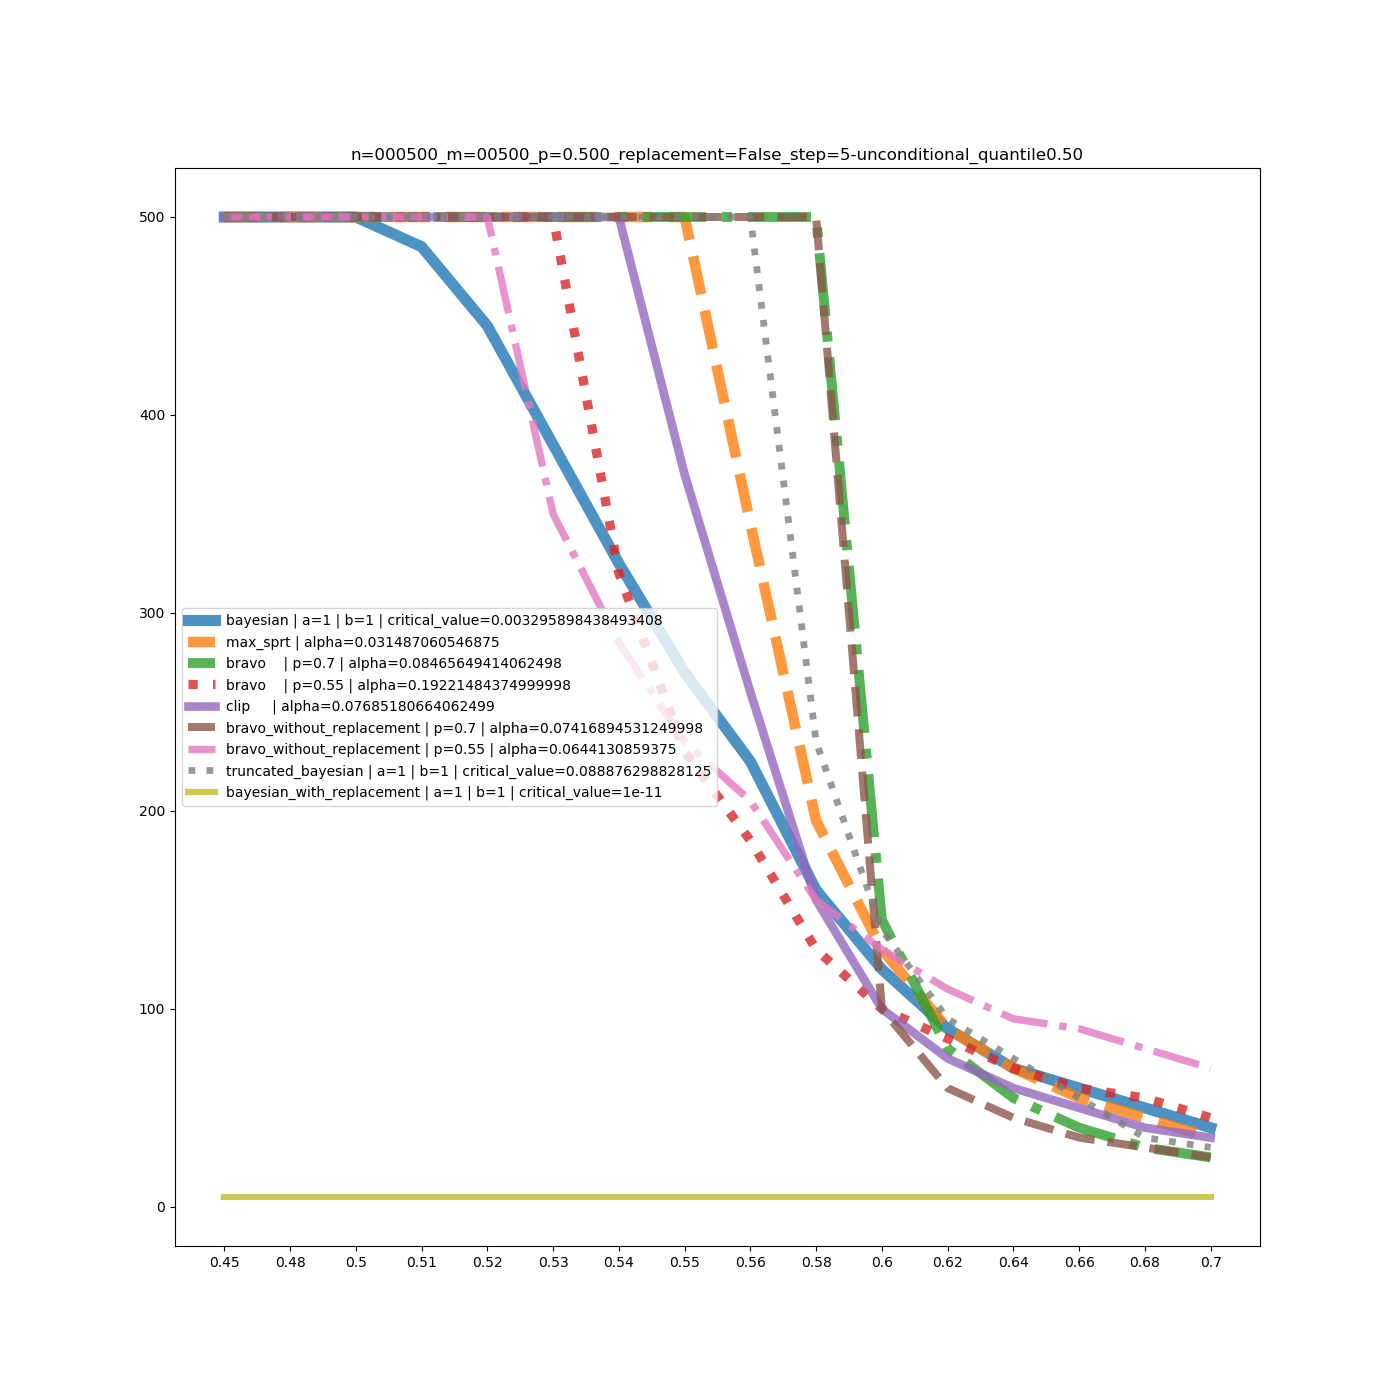 n=000500_m=00500_p=0.500_replacement=False_step=5-unconditional_quantile0.50
500
400
300
200
100
0
bayesian | a=1 | b=1 | critical_value=0.003295898438493408
max_sprt | alpha=0.031487060546875
bravo    | p=0.7 | alpha=0.08465649414062498
bravo    | p=0.55 | alpha=0.19221484374999998
clip     | alpha=0.07685180664062499
bravo_without_replacement | p=0.7 | alpha=0.07416894531249998
bravo_without_replacement | p=0.55 | alpha=0.0644130859375
truncated_bayesian | a=1 | b=1 | critical_value=0.088876298828125
bayesian_with_replacement | a=1 | b=1 | critical_value=1e-11
0.45 0.48 0.5 0.51 0.52 0.53 0.54 0.55 0.56 0.58 0.6 0.62 0.64 0.66 0.68 0.7